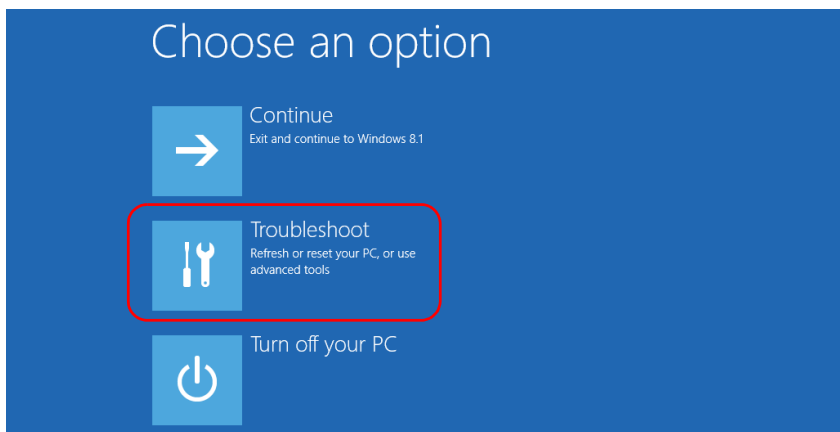 Choose an option
Continue
Exit and continue to Windows 8.1
Troubleshoot
Refresh or reset your PC, or use
advanced tools
Turn off your PC